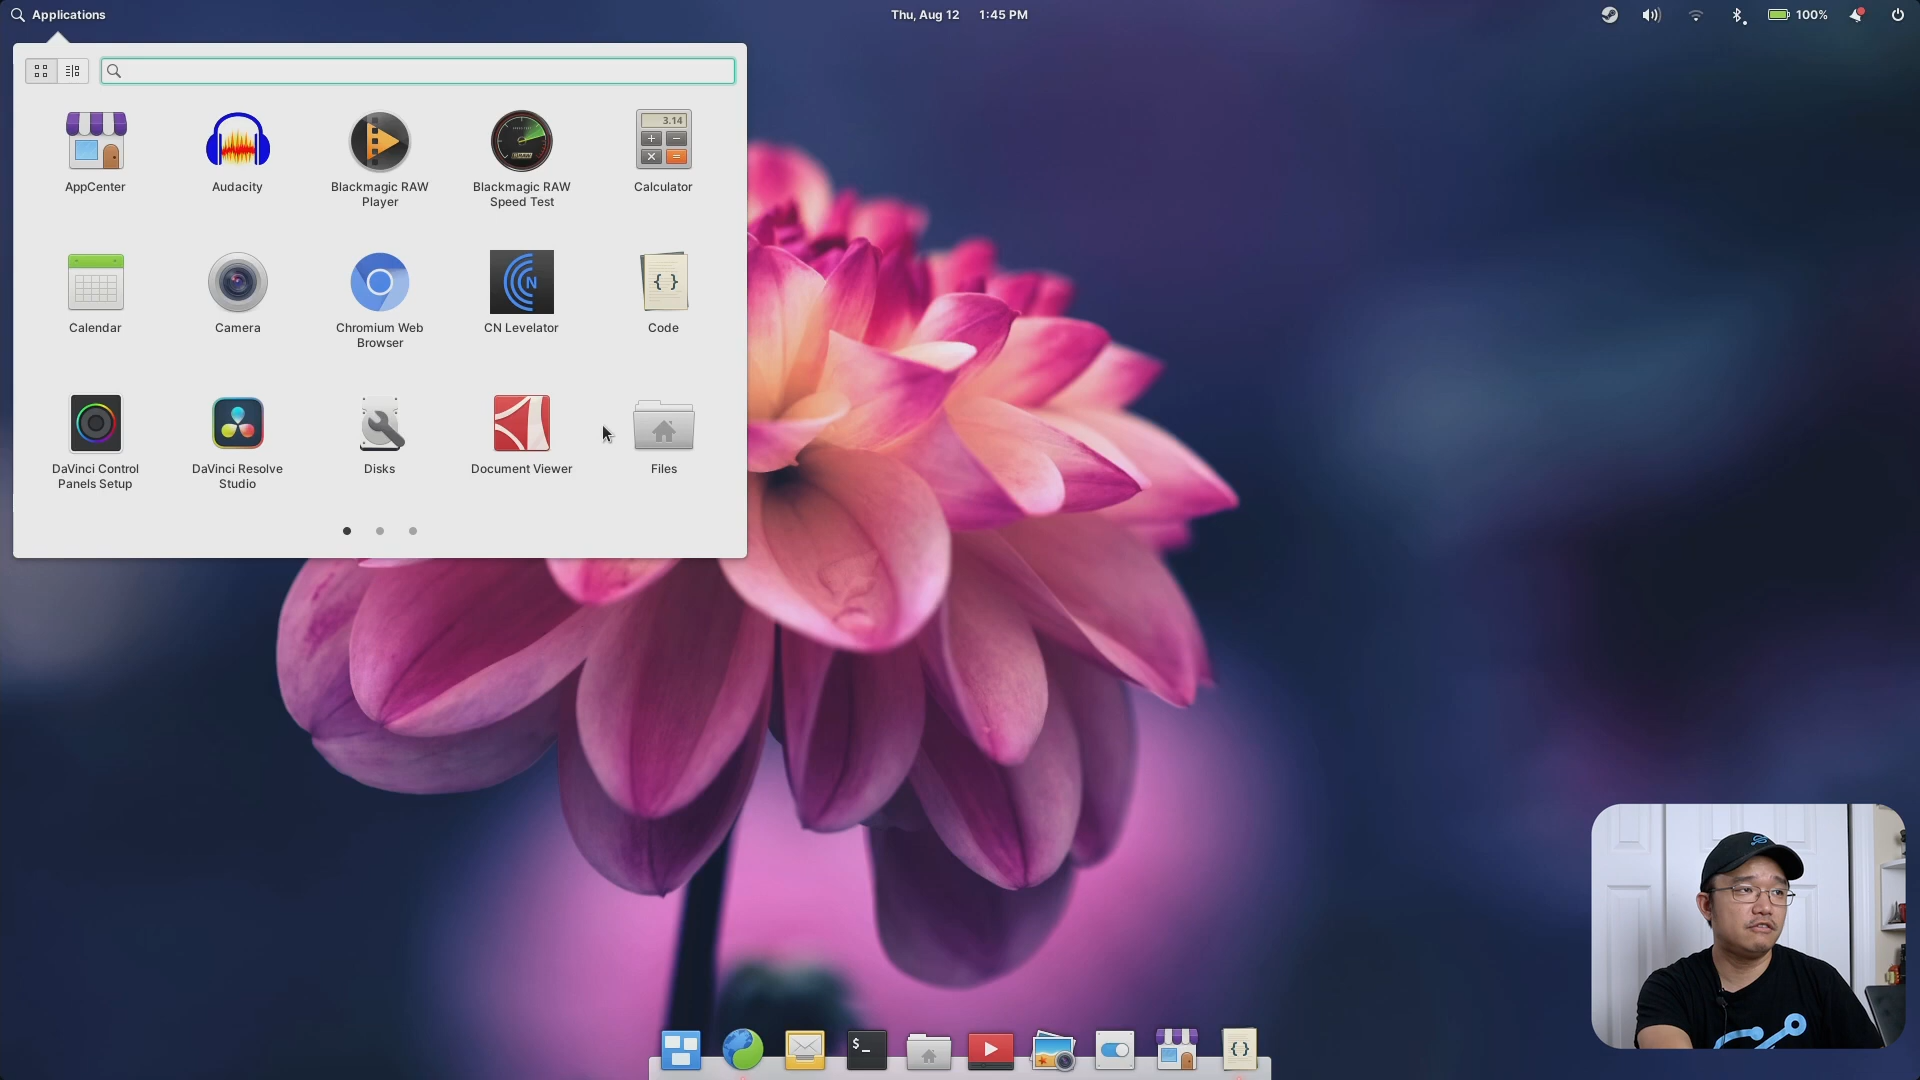 Applications
Thu, Aug 12 1:45 PM
100%
3.14
AppCenter
Audacity
Blackmagic RAW
Player
Blackmagic RAW
Speed Test
Calculator
Calendar
Camera
Chromium Web
Browser
N
CN Levelator
{ }
Code
DaVinci Control
Panels Setup
DaVinci Resolve
Studio
Disks
Document Viewer
Files
$_
{ }